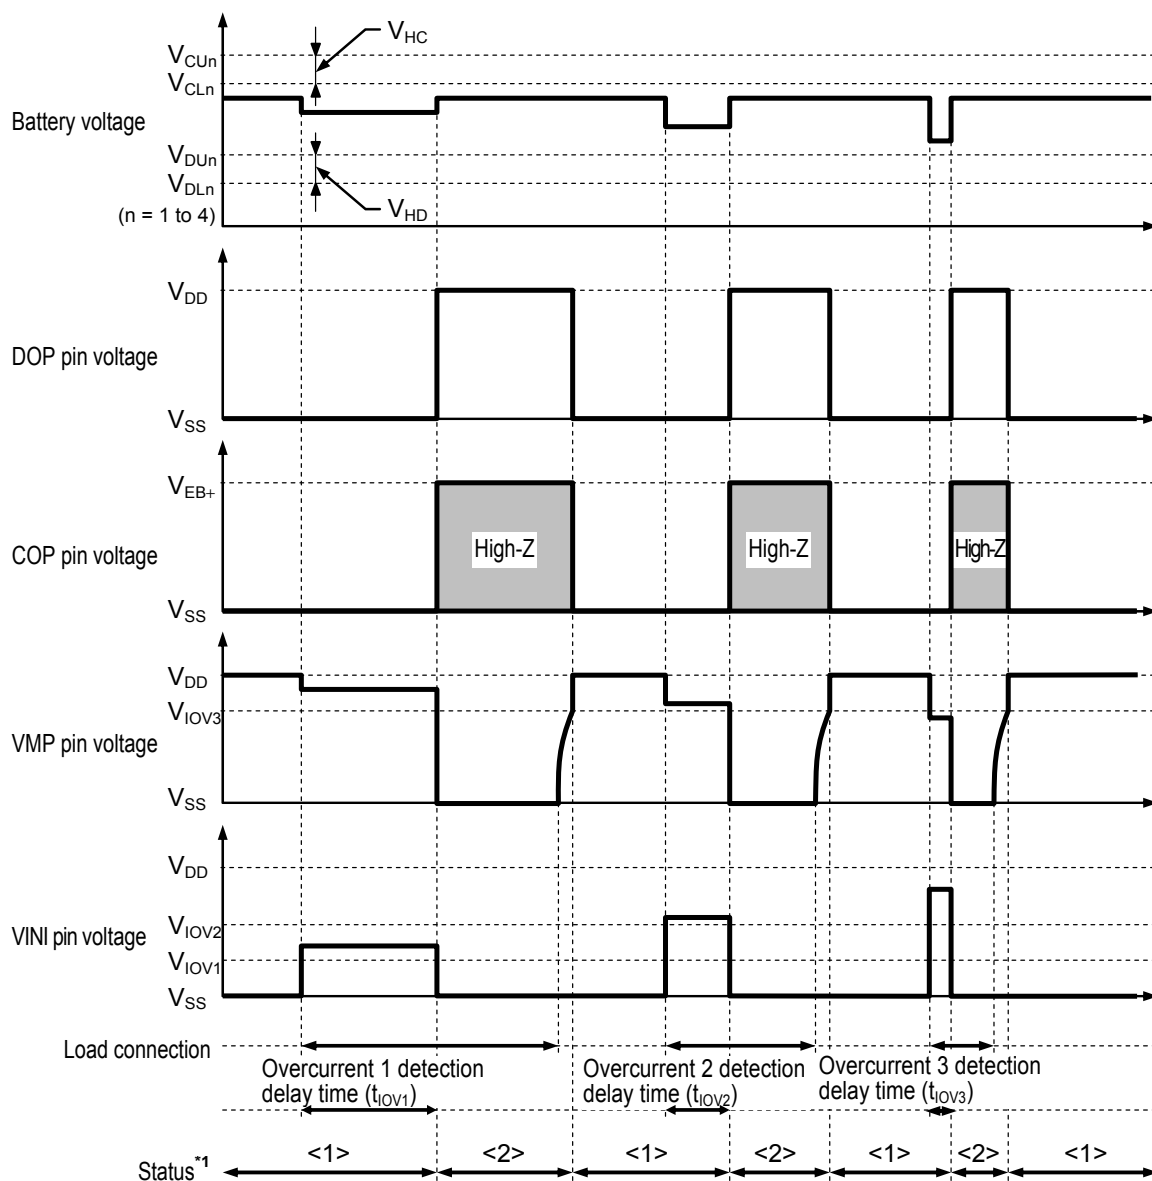 V_HC
V_CUn
V_CLn
Battery voltage
V_DUn
V_DLn
(n = 1 to 4)
V_HD
V_DD
DOP pin voltage
V_SS
V_EB+
COP pin voltage
High-Z
High-Z
High-Z
V_SS
V_DD
V_IOV3
VMP pin voltage
V_SS
V_DD
V_IOV2
VINI pin voltage
V_IOV1
V_SS
Load connection
Overcurrent 1 detection
delay time (t_IOV1)
Overcurrent 2 detection
delay time (t_IOV2)
Overcurrent 3 detection
delay time (t_IOV3)
Status*1
<1>
<2>
<1>
<2>
<1>
<2>
<1>